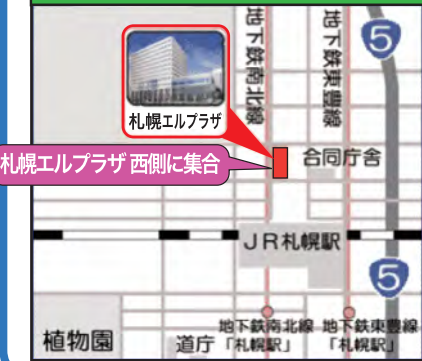 地下鉄南北線
地下鉄東豊線
5
札幌エルプラザ
札幌エルプラザ 西側に集合
合同庁舎
JR札幌駅
5
植物園
道庁
地下鉄南北線
「札幌駅」
地下鉄東豊線
「札幌駅」